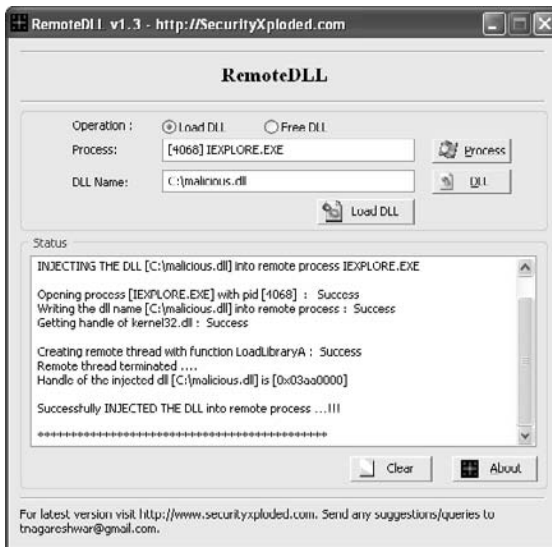 RemoteDLL v1.3 - http://SecurityXploded.com
RemoteDLL
Operation : Load DLL Free DLL
Process: [4068] IEXPLORE.EXE Process
DLL Name: C:\malicious.dll DLL
Load DLL
Status
INJECTING THE DLL [C:\malicious.dll] into remote process IEXPLORE.EXE
Opening process [IEXPLORE.EXE] with pid [4068] : Success
Writing the dll name [C:\malicious.dll] into remote process : Success
Getting handle of kernel32.dll : Success
Creating remote thread with function LoadLibraryA : Success
Remote thread terminated ....
Handle of the injected dll [C:\malicious.dll] is [0x03aa0000]
Successfully INJECTED THE DLL into remote process ...!!!
********************************************
Clear About
For latest version visit http://www.securityxploded.com. Send any suggestions/queries to
tnagareshwar@gmail.com.